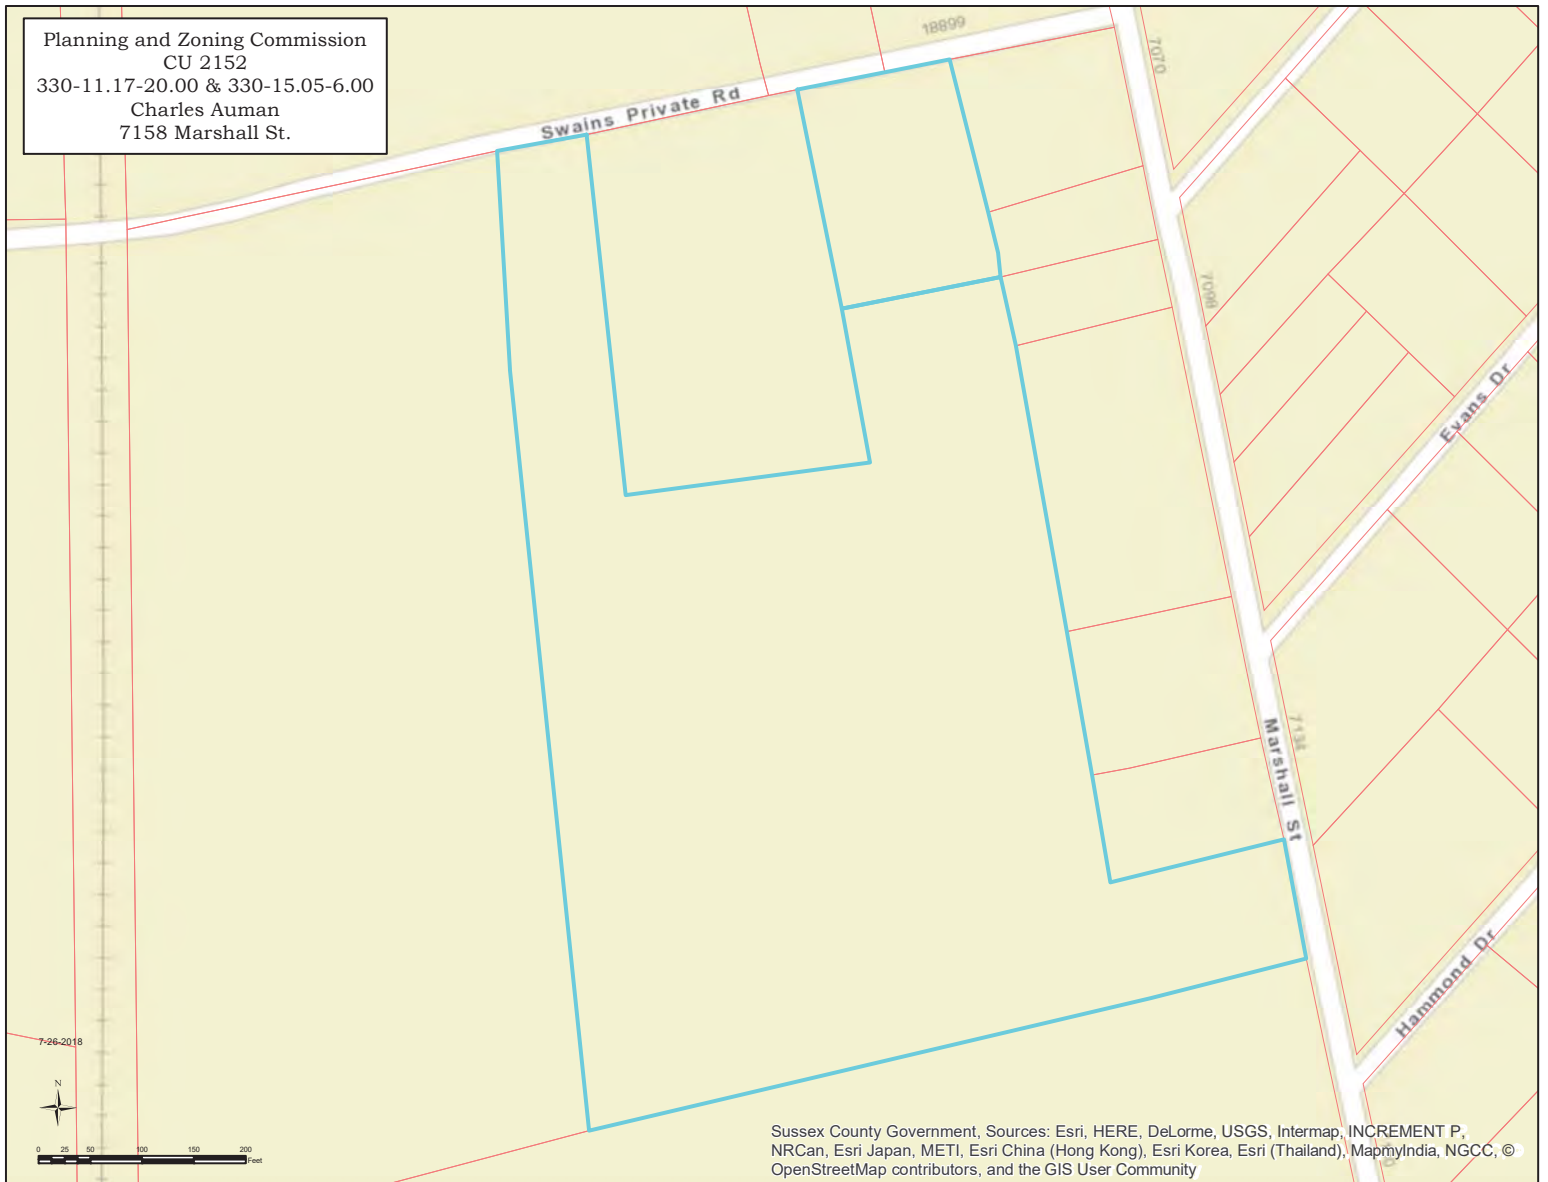 Planning and Zoning Commission
CU 2152
330-11.17-20.00 & 330-15.05-6.00
Charles Auman
7158 Marshall St.
18899
7070
Swains Private Rd
7098
Evans Dr
7134
Marshall St
Hammond Dr
7-26-2018
N
0 25 50 100 150 200
Feet
Sussex County Government, Sources: Esri, HERE, DeLorme, USGS, Intermap, INCREMENT P,
NRCan, Esri Japan, METI, Esri China (Hong Kong), Esri Korea, Esri (Thailand), MapmyIndia, NGCC, ©
OpenStreetMap contributors, and the GIS User Community